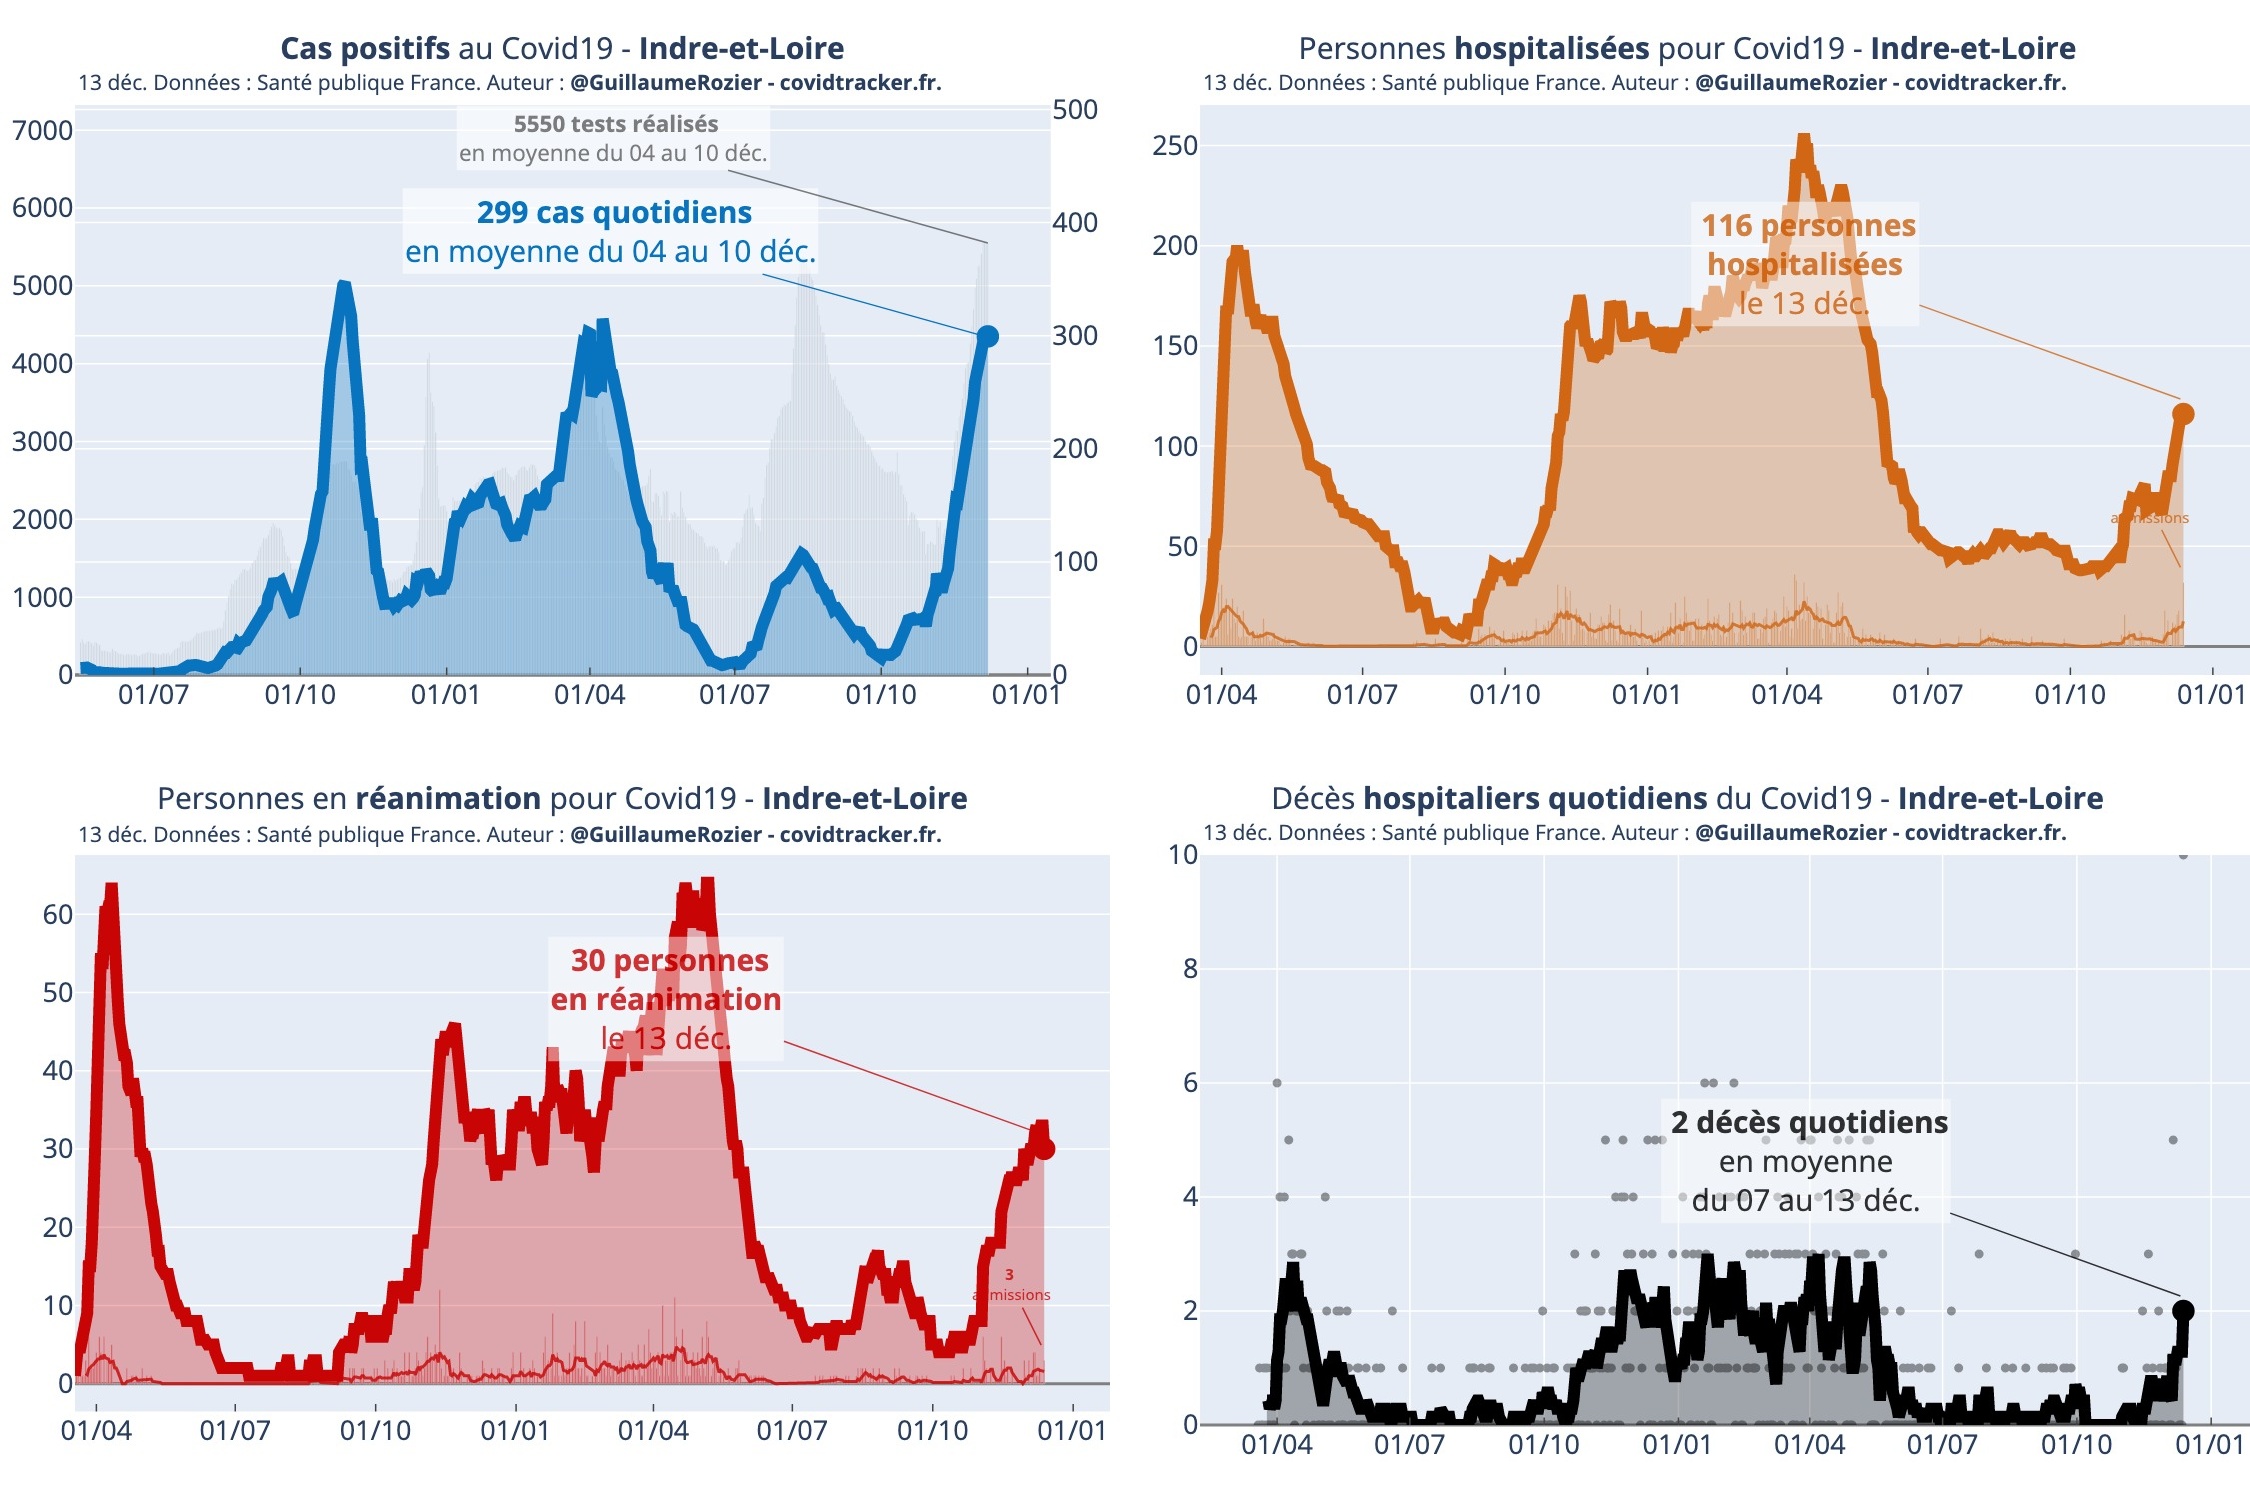 Cas positifs au Covid19 - Indre-et-Loire
13 déc. Données : Santé publique France. Auteur : @GuillaumeRozier - covidtracker.fr.
7000
6000
5000
4000
3000
2000
1000
0
500
400
300
200
100
0
5550 tests réalisés
en moyenne du 04 au 10 déc.
299 cas quotidiens
en moyenne du 04 au 10 déc.
01/07 01/10 01/01 01/04 01/07 01/10 01/01
Personnes hospitalisées pour Covid19 - Indre-et-Loire
13 déc. Données : Santé publique France. Auteur : @GuillaumeRozier - covidtracker.fr.
250
200
150
100
50
0
116 personnes
hospitalisées
le 13 déc.
admissions
01/04 01/07 01/10 01/01 01/04 01/07 01/10 01/01
Personnes en réanimation pour Covid19 - Indre-et-Loire
13 déc. Données : Santé publique France. Auteur : @GuillaumeRozier - covidtracker.fr.
60
50
40
30
20
10
0
30 personnes
en réanimation
le 13 déc.
3
admissions
01/04 01/07 01/10 01/01 01/04 01/07 01/10 01/01
Décès hospitaliers quotidiens du Covid19 - Indre-et-Loire
13 déc. Données : Santé publique France. Auteur : @GuillaumeRozier - covidtracker.fr.
10
8
6
4
2
0
2 décès quotidiens
en moyenne
du 07 au 13 déc.
01/04 01/07 01/10 01/01 01/04 01/07 01/10 01/01